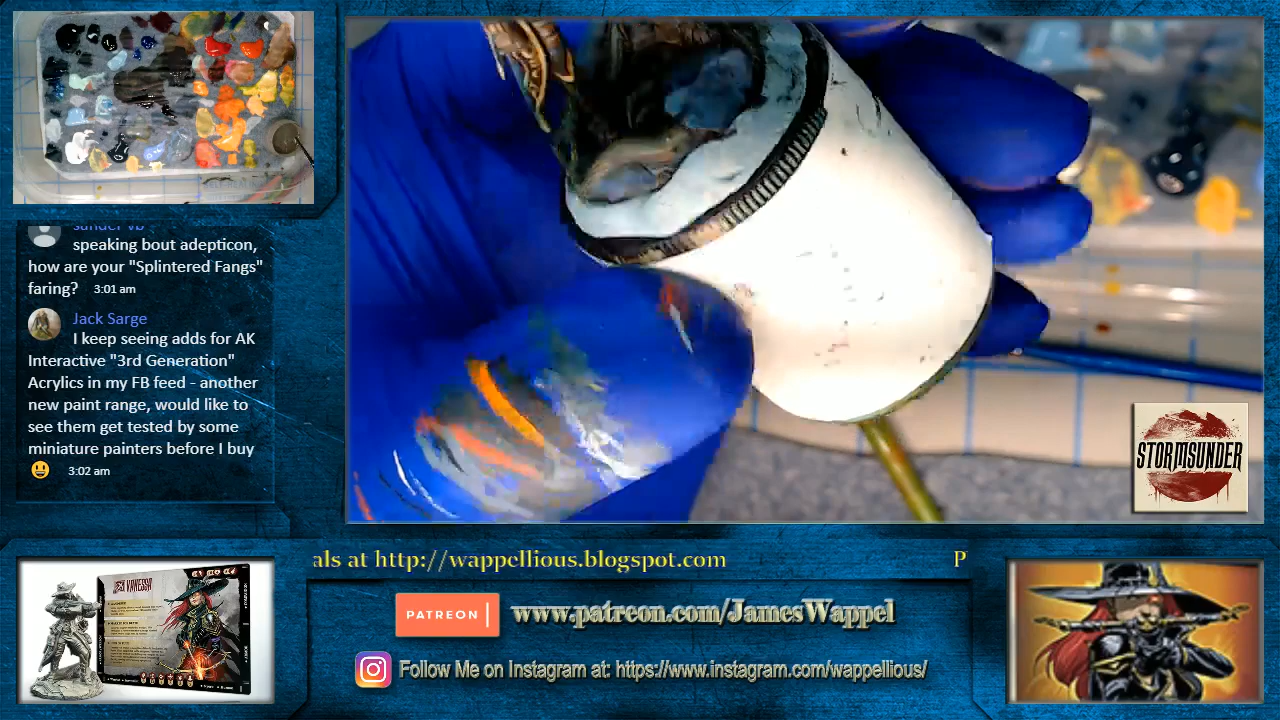 sunder vb
speaking bout adepticon,
how are your "Splintered Fangs"
faring? 3:01 am
Jack Sarge
I keep seeing adds for AK
Interactive "3rd Generation"
Acrylics in my FB feed - another
new paint range, would like to
see them get tested by some
miniature painters before I buy
3:02 am
STORMSUNDER
VANESSA
als at http://wappellious.blogspot.com P
PATREON
www.patreon.com/JamesWappel
Follow Me on Instagram at: https://www.instagram.com/wappellious/